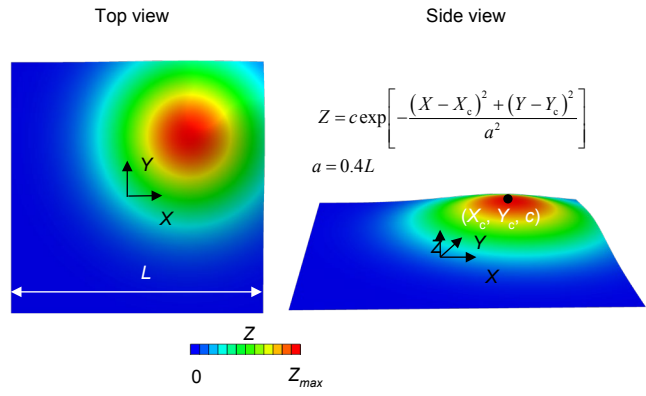 Top view
Side view
Z = c exp[-((X - X_c)^2 + (Y - Y_c)^2)/a^2]
a = 0.4L
Y
X
L
(X_c, Y_c, c)
Z
Y
X
Z
0
Z_max